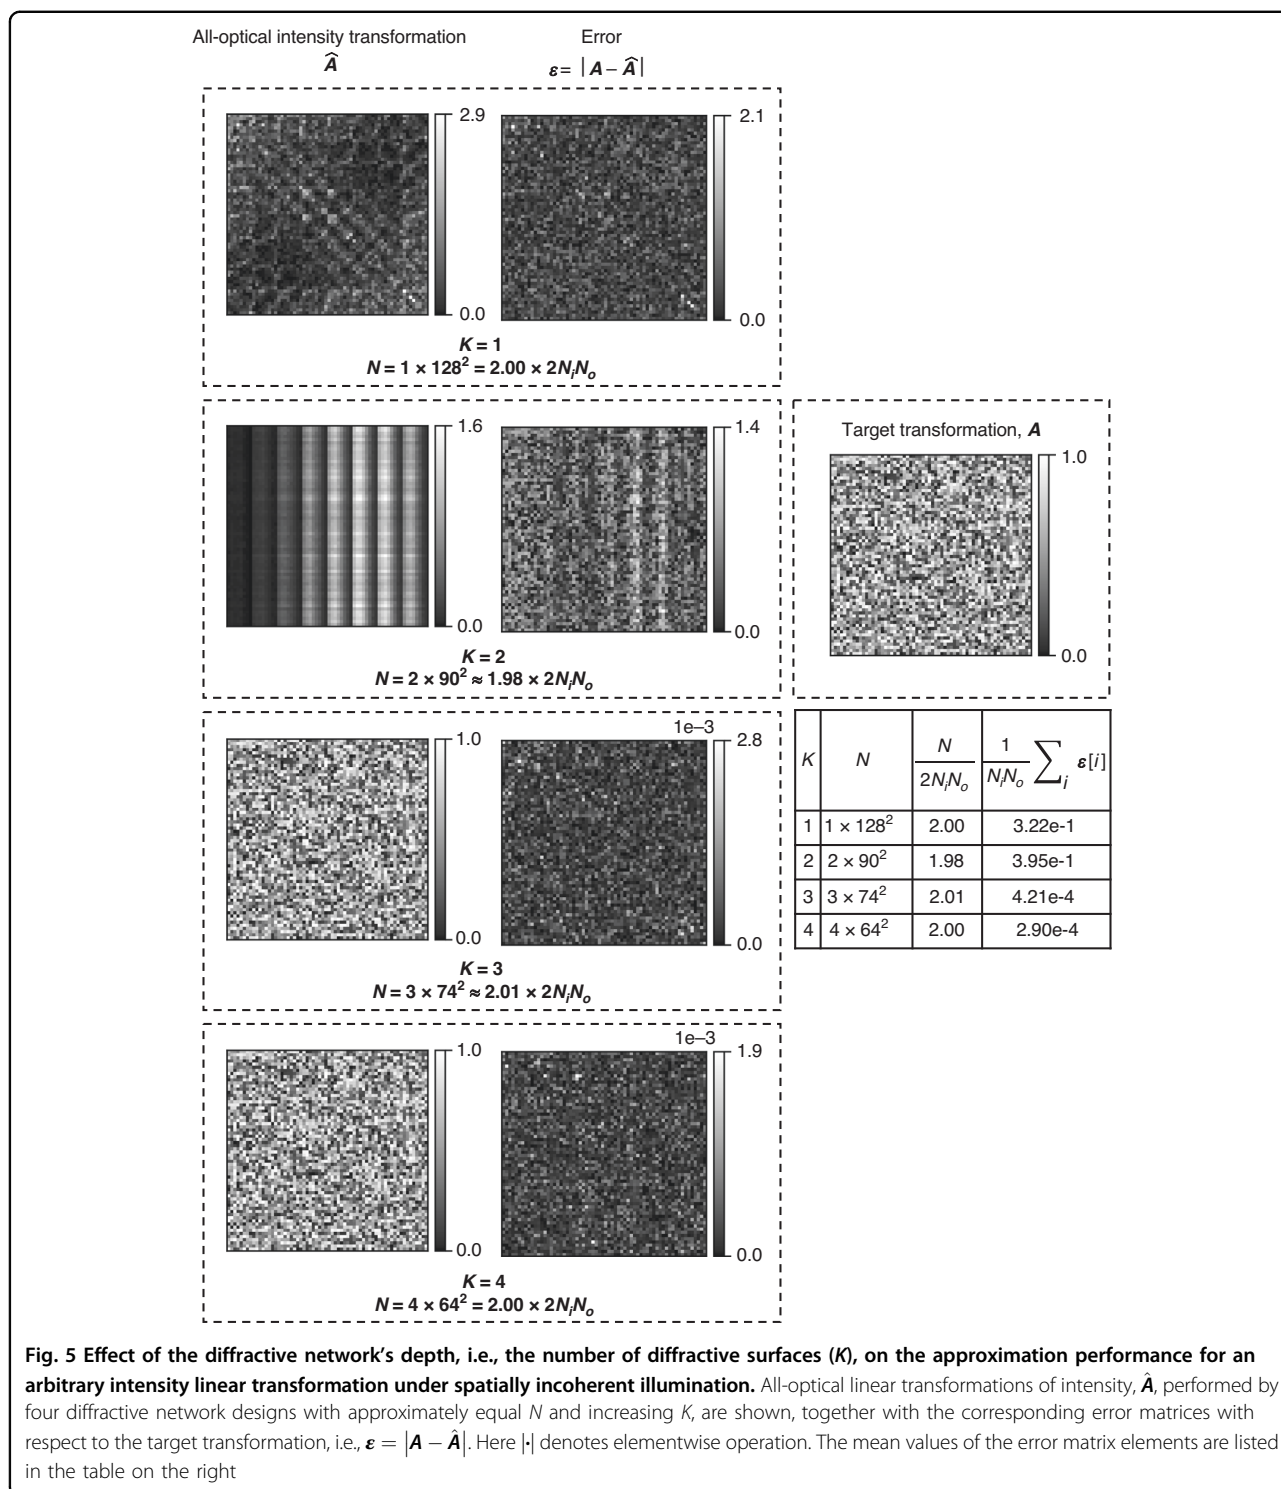 All-optical intensity transformation
Â
Error
ε = |A − Â|
2.9
0.0
2.1
0.0
K = 1
N = 1 × 128² = 2.00 × 2NᵢNₒ
1.6
0.0
1.4
0.0
K = 2
N = 2 × 90² ≈ 1.98 × 2NᵢNₒ
Target transformation, A
1.0
0.0
1.0
0.0
1e–3
2.8
0.0
K = 3
N = 3 × 74² ≈ 2.01 × 2NᵢNₒ
K N N/2NᵢNₒ 1/NᵢNₒ ∑ᵢ ε[i]
1 1 × 128² 2.00 3.22e-1
2 2 × 90² 1.98 3.95e-1
3 3 × 74² 2.01 4.21e-4
4 4 × 64² 2.00 2.90e-4
1.0
0.0
1e–3
1.9
0.0
K = 4
N = 4 × 64² = 2.00 × 2NᵢNₒ
Fig. 5 Effect of the diffractive network's depth, i.e., the number of diffractive surfaces (K), on the approximation performance for an
arbitrary intensity linear transformation under spatially incoherent illumination. All-optical linear transformations of intensity, Â, performed by
four diffractive network designs with approximately equal N and increasing K, are shown, together with the corresponding error matrices with
respect to the target transformation, i.e., ε = |A − Â|. Here |·| denotes elementwise operation. The mean values of the error matrix elements are listed
in the table on the right